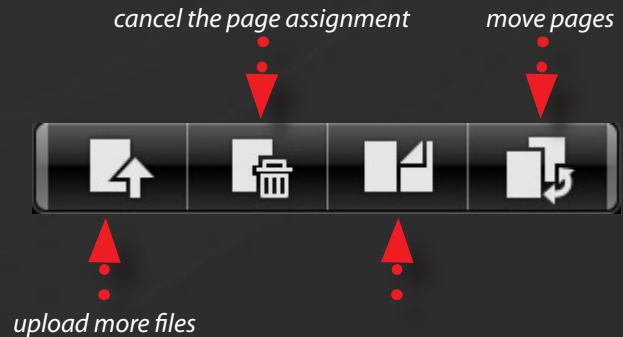 cancel the page assignment
move pages
upload more files